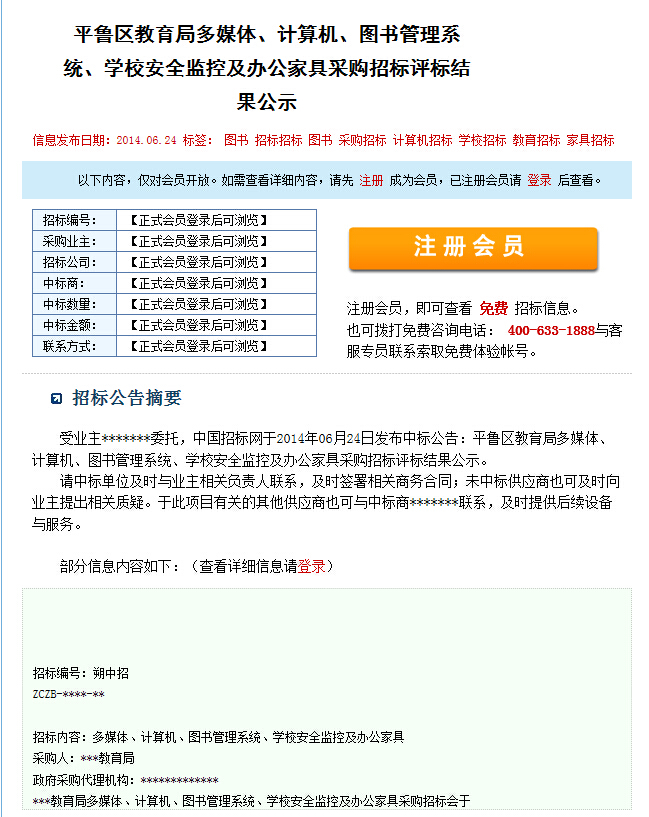 平鲁区教育局多媒体、计算机、图书管理系
统、学校安全监控及办公家具采购招标评标结
果公示
信息发布日期：2014.06.24 标签： 图书 招标招标 图书 采购招标 计算机招标 学校招标 教育招标 家具招标
以下内容，仅对会员开放。如需查看详细内容，请先 注册 成为会员，已注册会员请 登录 后查看。
招标编号： 【正式会员登录后可浏览】
采购业主： 【正式会员登录后可浏览】
招标公司： 【正式会员登录后可浏览】
中标商： 【正式会员登录后可浏览】
中标数量： 【正式会员登录后可浏览】
中标金额： 【正式会员登录后可浏览】
联系方式： 【正式会员登录后可浏览】
注册会员
注册会员，即可查看 免费 招标信息。
也可拨打免费咨询电话： 400-633-1888与客
服专员联系索取免费体验帐号。
招标公告摘要
受业主*******委托，中国招标网于2014年06月24日发布中标公告：平鲁区教育局多媒体、
计算机、图书管理系统、学校安全监控及办公家具采购招标评标结果公示。
请中标单位及时与业主相关负责人联系，及时签署相关商务合同；未中标供应商也可及时向
业主提出相关质疑。于此项目有关的其他供应商也可与中标商*******联系，及时提供后续设备
与服务。
部分信息内容如下：（查看详细信息请登录）
招标编号：朔中招
ZCZB-****-**
招标内容：多媒体、计算机、图书管理系统、学校安全监控及办公家具
采购人：***教育局
政府采购代理机构：*************
***教育局多媒体、计算机、图书管理系统、学校安全监控及办公家具采购招标会于